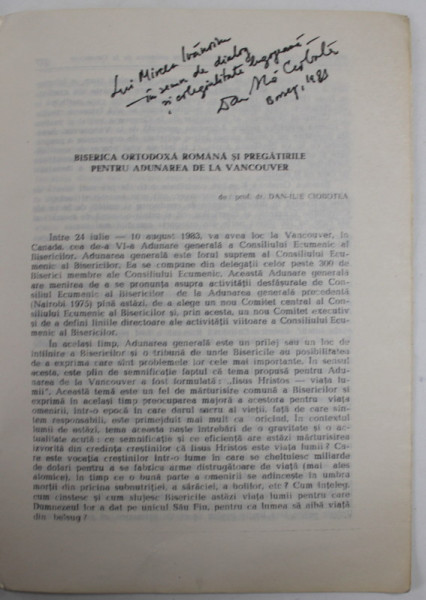 Lui Mircea Ivănoiu
în semn de dialog
și colegialitate
Dan Ilie Ciobotea
Bossey, 1983
BISERICA ORTODOXĂ ROMÂNĂ ȘI PREGĂTIRILE
PENTRU ADUNAREA DE LA VANCOUVER
de prof. dr. DAN-ILIE CIOBOTEA
Între 24 iulie — 10 august 1983, va avea loc la Vancouver, în
Canada, cea de-a VI-a Adunare generală a Consiliului Ecumenic al
Bisericilor. Adunarea generală este forul suprem al Consiliului Ecu-
menic al Bisericilor. Ea se compune din delegații celor peste 300 de
Biserici membre ale Consiliului Ecumenic. Această Adunare generală
are menirea de a se pronunța asupra activității desfășurate de Con-
siliul Ecumenic al Bisericilor de la Adunarea generală precedentă
(Nairobi 1975) pînă astăzi, de a alege un nou Comitet central al Con-
siliului Ecumenic al Bisericilor și, prin acesta, un nou Comitet executiv
și de a defini liniile directoare ale activității viitoare a Consiliului Ecu-
menic al Bisericilor.
În același timp, Adunarea generală este un prilej sau un loc de
întîlnire a Bisericilor și o tribună de unde Bisericile au posibilitatea
de a exprima care sînt problemele lor cele mai importante. În sensul
acesta, este plin de semnificație faptul că tema propusă pentru Adu-
narea de la Vancouver a fost formulată: „Iisus Hristos — viața lu-
mii". Această temă este un fel de mărturisire comună a Bisericilor și
exprimă în același timp preocuparea majoră a acestora pentru viața
omenirii, într-o epocă în care darul sacru al vieții, față de care sîn-
tem responsabili, este primejduit mai mult ca oricînd. În contextul
lumii de astăzi, tema aceasta naște întrebări de o gravitate și o ac-
tualitate acută: ce semnificație și ce eficiență are astăzi mărturisirea
izvorîtă din credința creștinilor că Iisus Hristos este viața lumii? Ca-
re este vocația creștinilor într-o lume în care se cheltuiesc miliarde
de dolari pentru a se fabrica arme distrugătoare de viață (mai ales
atomice), în timp ce o bună parte a omenirii se adîncește în umbra
morții din pricina subnutriției, a sărăciei, a bolilor, etc? Cum înțeleg,
cum cinstesc și cum slujesc Bisericile astăzi viața lumii pentru care
Dumnezeu lor a dat pe unicul Său Fiu, pentru ca lumea să aibă viață
din belșug?